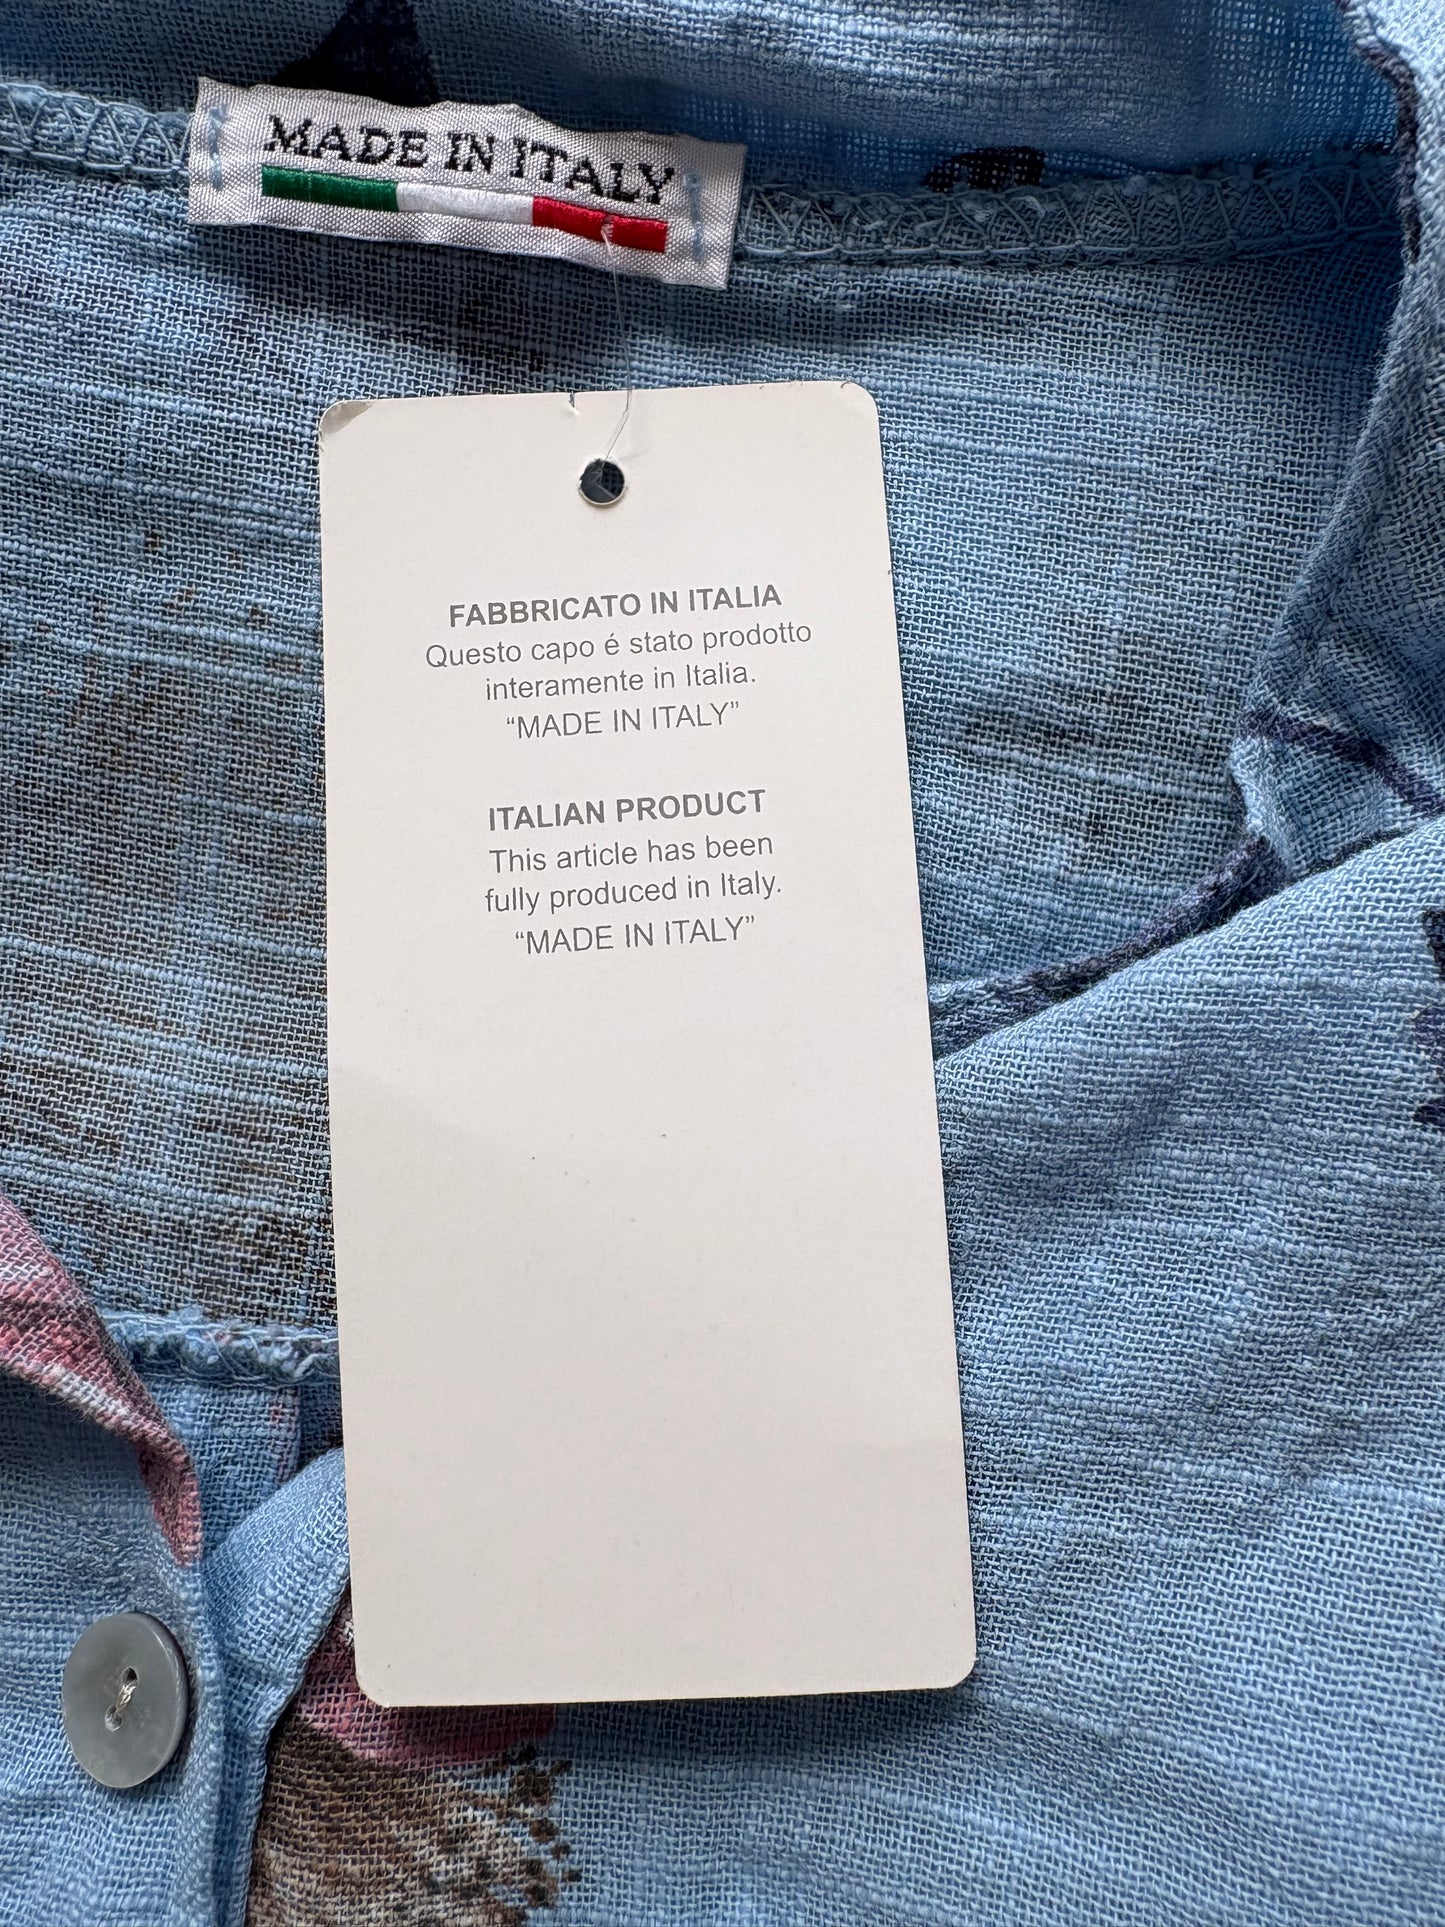 MADE IN ITALY
FABBRICATO IN ITALIA
Questo capo é stato prodotto
interamente in Italia.
“MADE IN ITALY”
ITALIAN PRODUCT
This article has been
fully produced in Italy.
“MADE IN ITALY”